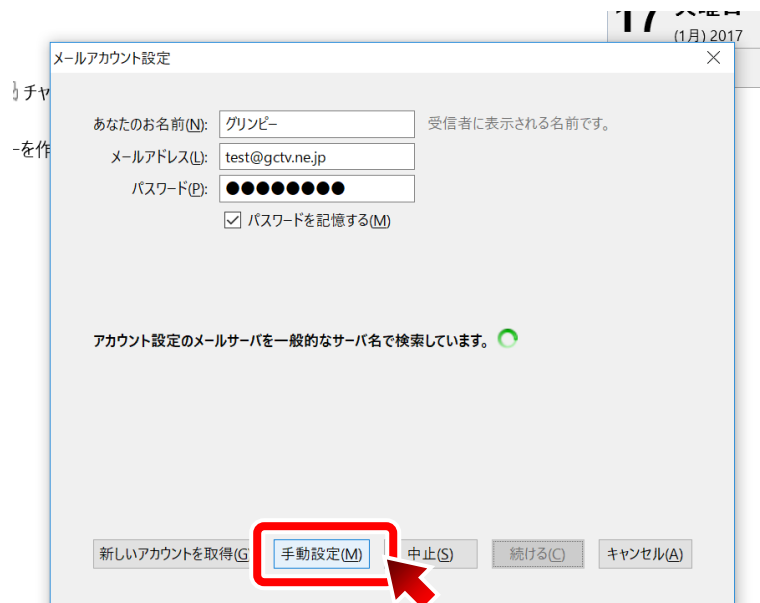 17
(1月) 2017
メールアカウント設定
チャ
ーを作
あなたのお名前(N): グリンピー 受信者に表示される名前です。
メールアドレス(L): test@gctv.ne.jp
パスワード(P): ●●●●●●●●
パスワードを記憶する(M)
アカウント設定のメールサーバを一般的なサーバ名で検索しています。
新しいアカウントを取得(G 手動設定(M) 中止(S) 続ける(C) キャンセル(A)